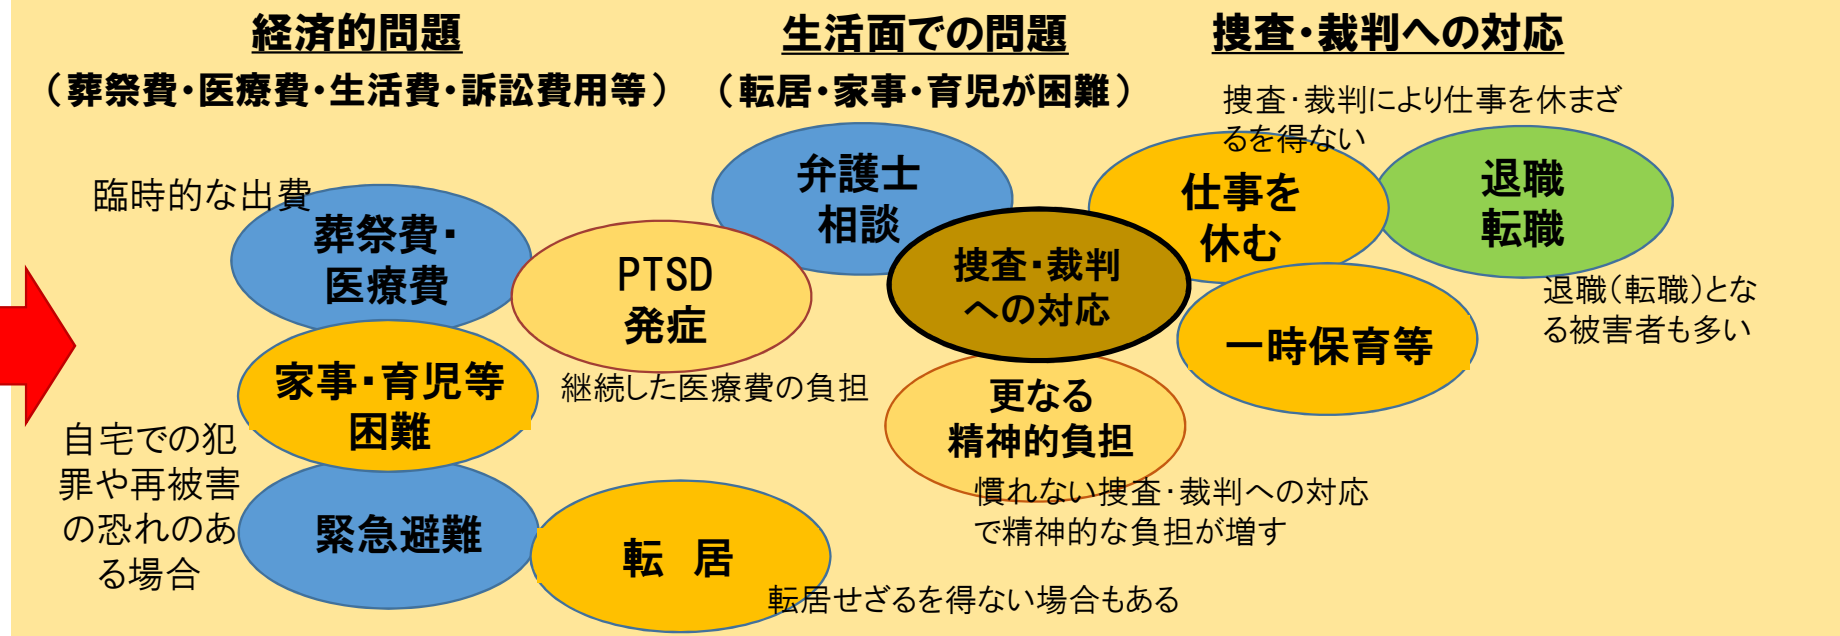 経済的問題
（葬祭費・医療費・生活費・訴訟費用等）
生活面での問題
（転居・家事・育児が困難）
捜査・裁判への対応
捜査・裁判により仕事を休まざ
るを得ない
臨時的な出費
葬祭費・
医療費
PTSD
発症
継続した医療費の負担
弁護士
相談
捜査・裁判
への対応
仕事を
休む
退職
転職
退職（転職）とな
る被害者も多い
一時保育等
家事・育児等
困難
更なる
精神的負担
慣れない捜査・裁判への対応
で精神的な負担が増す
自宅での犯
罪や再被害
の恐れのあ
る場合
緊急避難
転　居
転居せざるを得ない場合もある